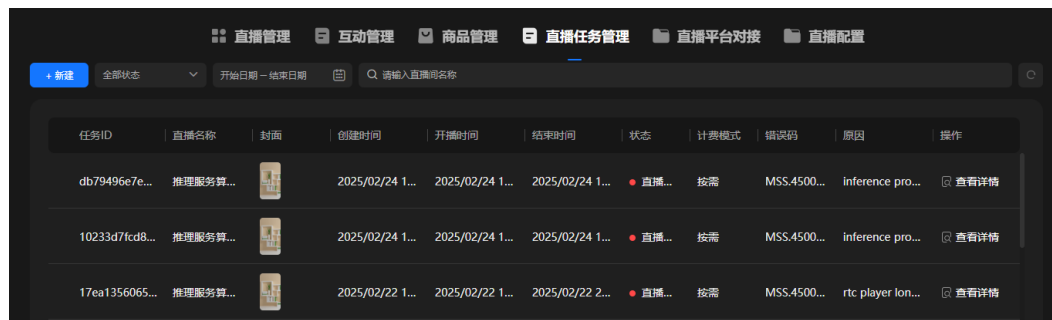 直播管理 互动管理 商品管理 直播任务管理 直播平台对接 直播配置
+ 新建 全部状态 开始日期 – 结束日期 请输入直播间名称
任务ID 直播名称 封面 创建时间 开播时间 结束时间 状态 计费模式 错误码 原因 操作
db79496e7e... 推理服务算... 2025/02/24 1... 2025/02/24 1... 2025/02/24 1... 直播... 按需 MSS.4500... inference pro... 查看详情
10233d7fcd8... 推理服务算... 2025/02/24 1... 2025/02/24 1... 2025/02/24 1... 直播... 按需 MSS.4500... inference pro... 查看详情
17ea1356065... 推理服务算... 2025/02/22 1... 2025/02/22 1... 2025/02/22 2... 直播... 按需 MSS.4500... rtc player lon... 查看详情